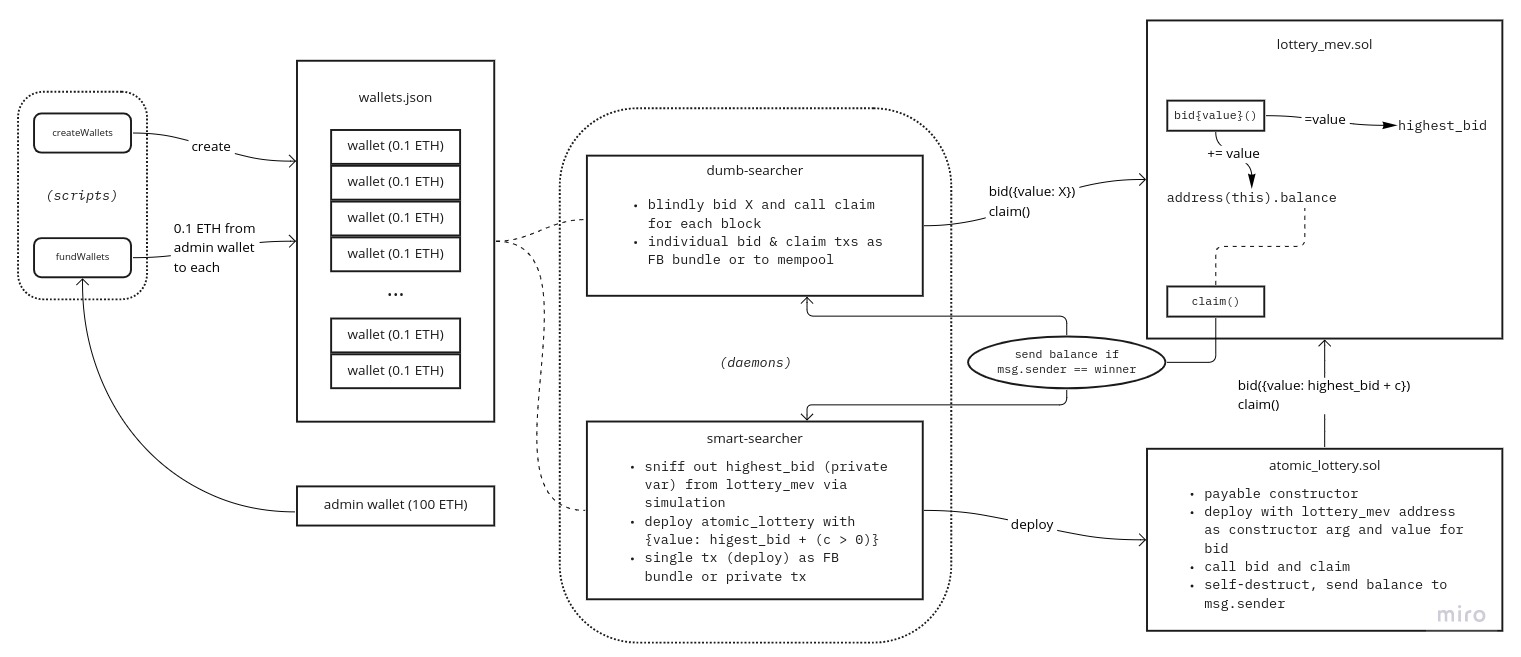 createWallets
(scripts)
fundWallets
create
0.1 ETH from
admin wallet
to each
wallets.json
wallet (0.1 ETH)
wallet (0.1 ETH)
wallet (0.1 ETH)
wallet (0.1 ETH)
...
wallet (0.1 ETH)
wallet (0.1 ETH)
admin wallet (100 ETH)
dumb-searcher
• blindly bid X and call claim
for each block
• individual bid & claim txs as
FB bundle or to mempool
(daemons)
smart-searcher
• sniff out highest_bid (private
var) from lottery_mev via
simulation
• deploy atomic_lottery with
{value: higest_bid + (c > 0)}
• single tx (deploy) as FB
bundle or private tx
bid({value: X})
claim()
send balance if
msg.sender == winner
deploy
lottery_mev.sol
bid{value}()
=value
highest_bid
+= value
address(this).balance
claim()
bid({value: highest_bid + c})
claim()
atomic_lottery.sol
• payable constructor
• deploy with lottery_mev address
as constructor arg and value for
bid
• call bid and claim
• self-destruct, send balance to
msg.sender
miro